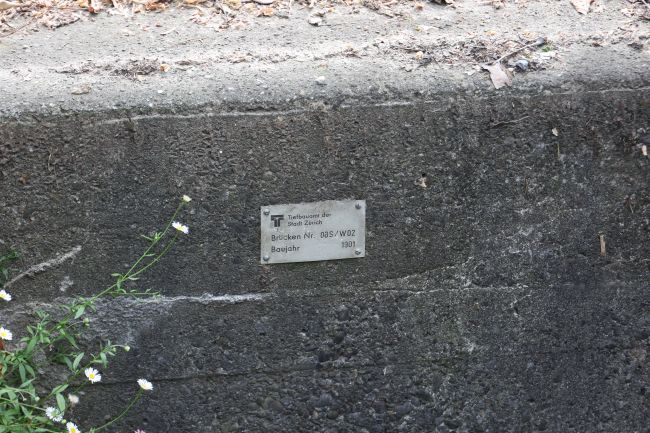 Tiefbauamt der
Stadt Zürich
Brücken Nr. 085/W02
Baujahr 1901